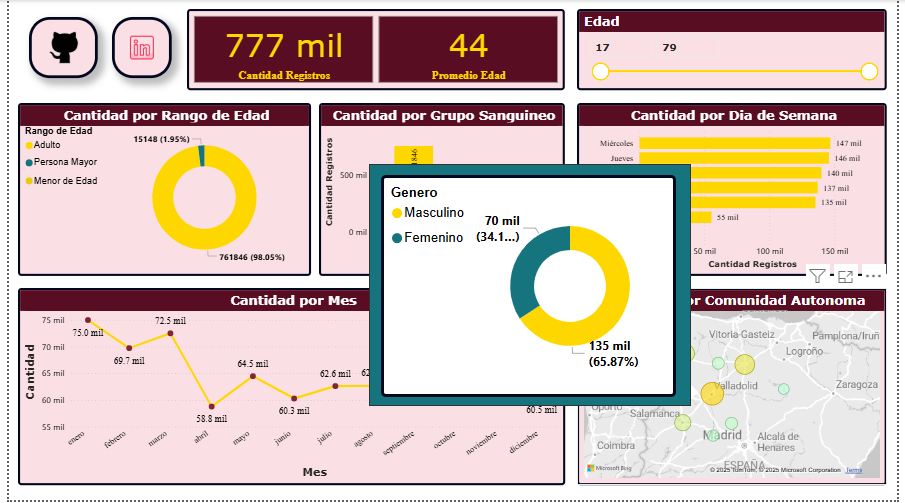 in
777 mil
Cantidad Registros
44
Promedio Edad
Edad
17 79
Cantidad por Rango de Edad
Rango de Edad
Adulto
Persona Mayor
Menor de Edad
15148 (1.95%)
761846 (98.05%)
Cantidad por Grupo Sanguineo
Cantidad Registros
500 mil
0 mil
Cantidad por Dia de Semana
Miércoles 147 mil
Jueves 146 mil
140 mil
137 mil
135 mil
55 mil
50 mil 100 mil 150 mil
Cantidad Registros
Genero
Masculino
Femenino
70 mil
(34.1...)
135 mil
(65.87%)
Cantidad por Mes
Cantidad
75 mil
70 mil
65 mil
60 mil
55 mil
75.0 mil
69.7 mil
72.5 mil
58.8 mil
64.5 mil
60.3 mil
62.6 mil
60.5 mil
enero
febrero
marzo
abril
mayo
junio
julio
agosto
septiembre
octubre
noviembre
diciembre
Mes
or Comunidad Autonoma
Vitoria-Gasteiz
Pamplona/Iruñ
Logroño
Valladolid
Zaragoza
Oporto
Salamanca
Coimbra
Madrid
Alcalá de
Henares
ESPAÑA
Microsoft Bing
© 2025 TomTom, © 2025 Microsoft Corporation Terms